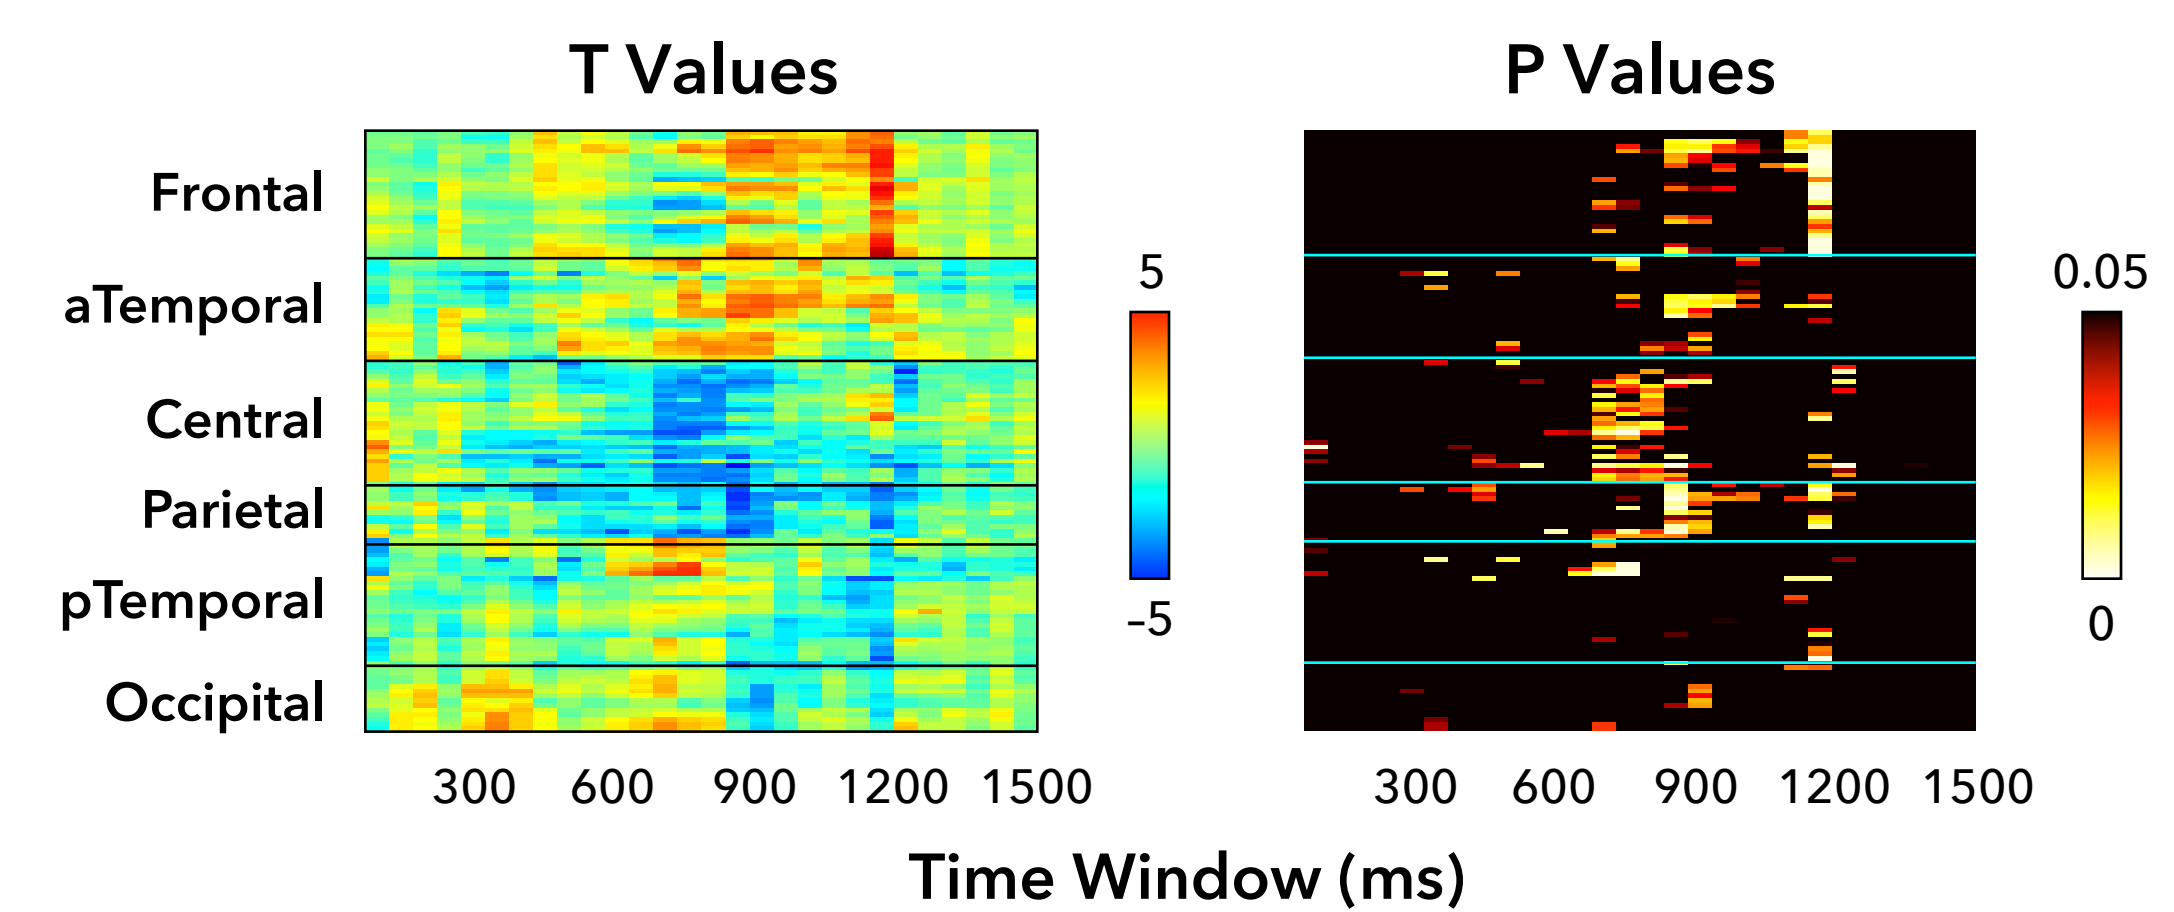 T Values
P Values
Frontal
aTemporal
Central
Parietal
pTemporal
Occipital
5
-5
0.05
0
300 600 900 1200 1500
300 600 900 1200 1500
Time Window (ms)